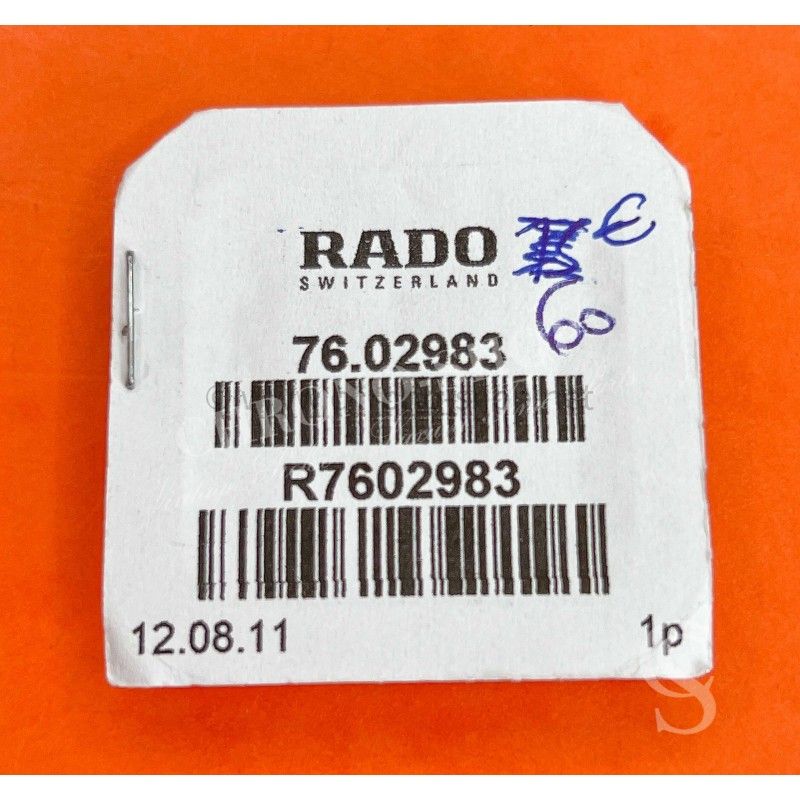 RADO €
SWITZERLAND
60
76.02983
R7602983
12.08.11 1p